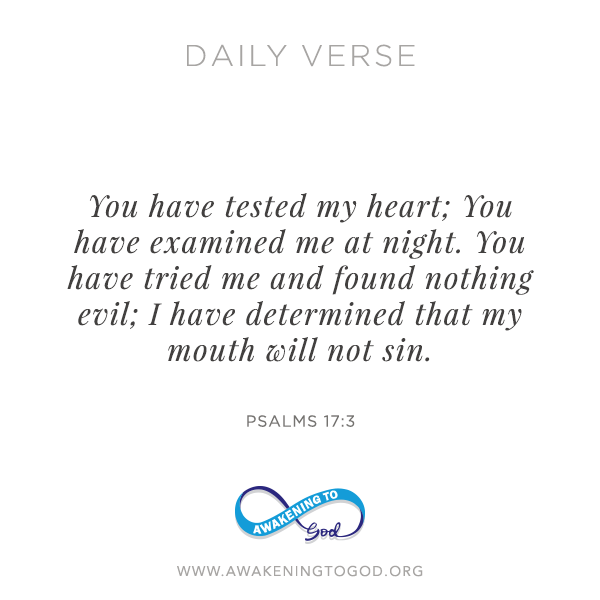 DAILY VERSE
You have tested my heart; You
have examined me at night. You
have tried me and found nothing
evil; I have determined that my
mouth will not sin.
PSALMS 17:3
AWAKENING TO
God
WWW.AWAKENINGTOGOD.ORG